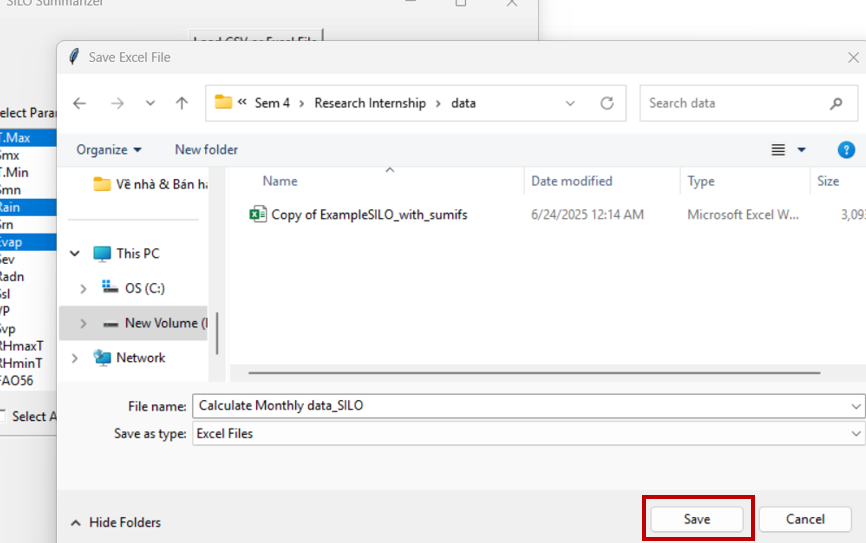 SILO Summarizer
Load CSV or Excel File
Save Excel File
« Sem 4 › Research Internship › data
Search data
Organize
New folder
Name
Date modified
Type
Size
Về nhà & Bán
Copy of ExampleSILO_with_sumifs
6/24/2025 12:14 AM
Microsoft Excel W...
3,09
This PC
OS (C:)
New Volume (
Network
elect Para
T.Max
Smx
T.Min
Smn
Rain
Srn
Evap
Sev
Radn
Ssl
VP
Svp
RHmaxT
RHminT
FAO56
Select A
File name: Calculate Monthly data_SILO
Save as type: Excel Files
Hide Folders
Save
Cancel